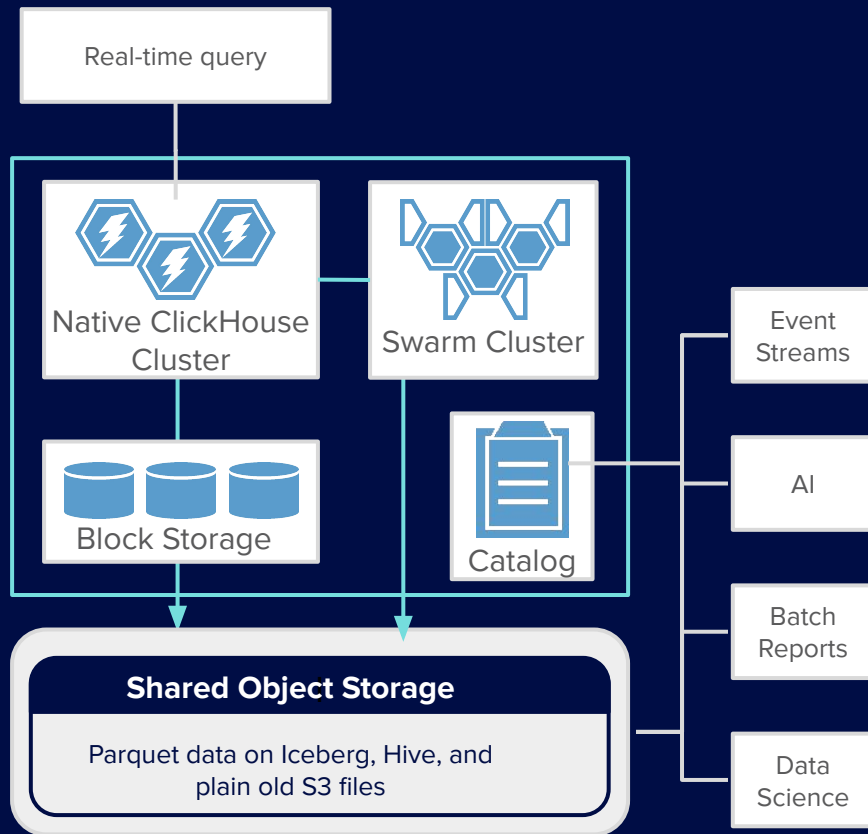 Real-time query
Native ClickHouse
Cluster
Swarm Cluster
Block Storage
Catalog
Event
Streams
AI
Batch
Reports
Data
Science
Shared Object Storage
Parquet data on Iceberg, Hive, and
plain old S3 files